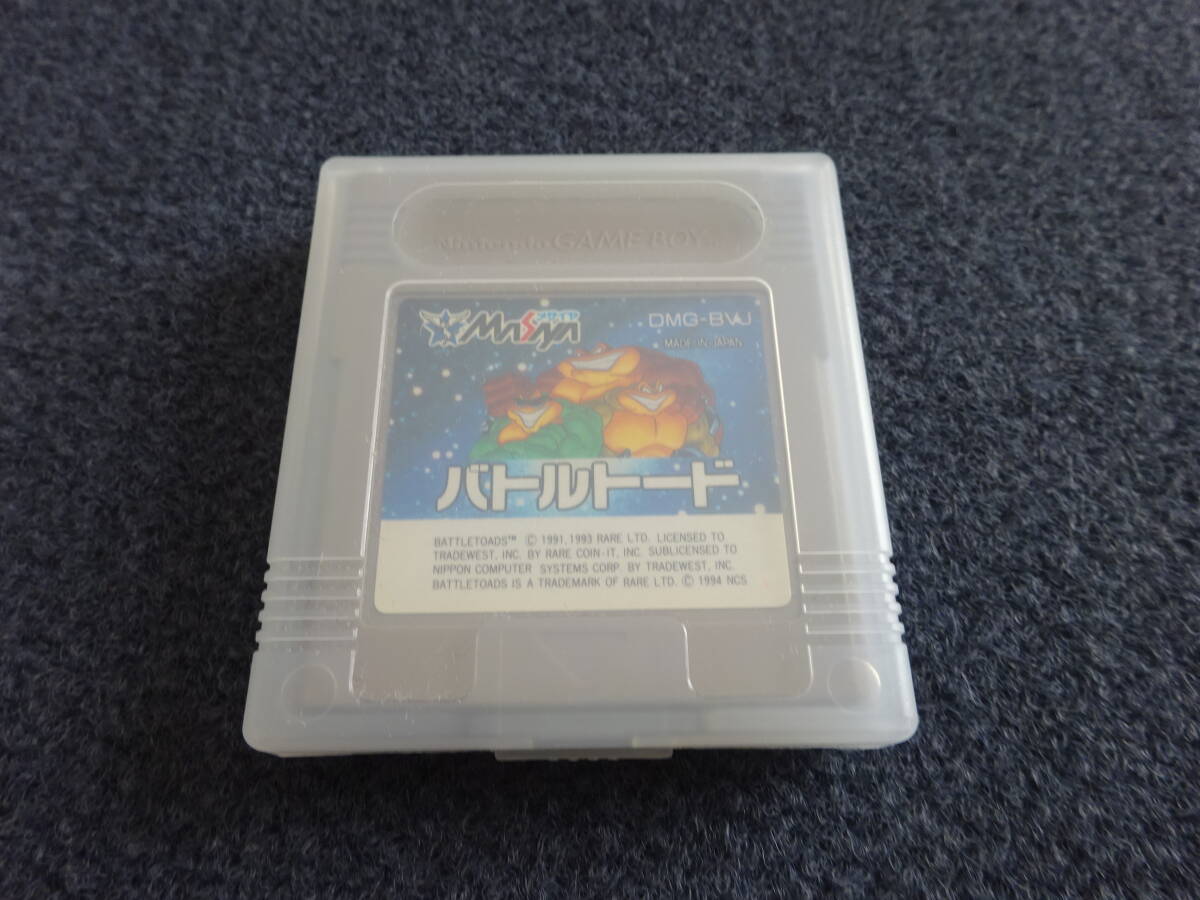 Nintendo GAME BOY
メサイヤ
MASAYA
DMG-BWJ
MADE IN JAPAN
バトルトード
BATTLETOADS™ © 1991,1993 RARE LTD. LICENSED TO
TRADEWEST, INC. BY RARE COIN-IT, INC. SUBLICENSED TO
NIPPON COMPUTER SYSTEMS CORP. BY TRADEWEST, INC.
BATTLETOADS IS A TRADEMARK OF RARE LTD. © 1994 NCS